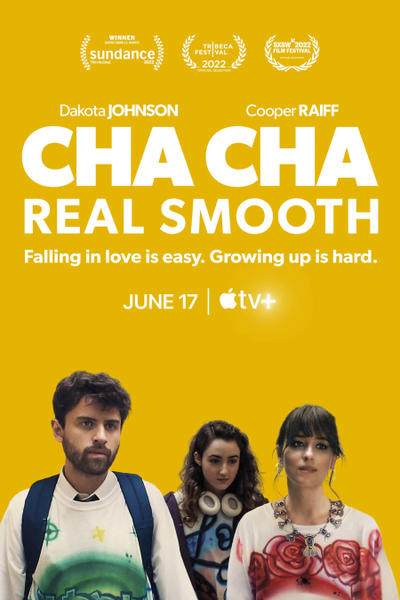 WINNER
sundance
2022
TRIBECA
FESTIVAL
2022
OFFICIAL SELECTION
SXSW 2022
FILM FESTIVAL
Dakota JOHNSON
Cooper RAIFF
CHA CHA
REAL SMOOTH
Falling in love is easy. Growing up is hard.
JUNE 17 | tv+